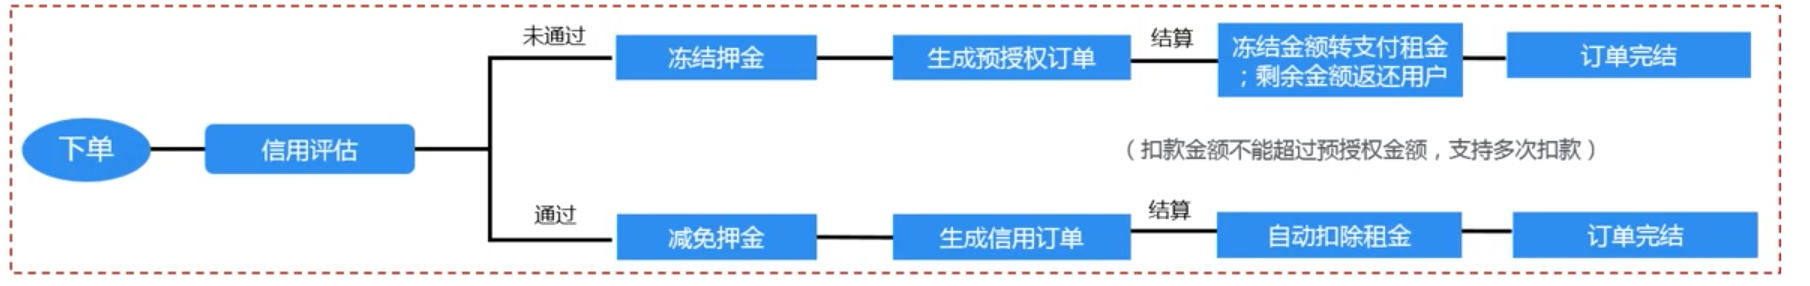 下单
信用评估
未通过
冻结押金
生成预授权订单
结算
冻结金额转支付租金
；剩余金额返还用户
订单完结
（扣款金额不能超过预授权金额，支持多次扣款）
通过
减免押金
生成信用订单
结算
自动扣除租金
订单完结